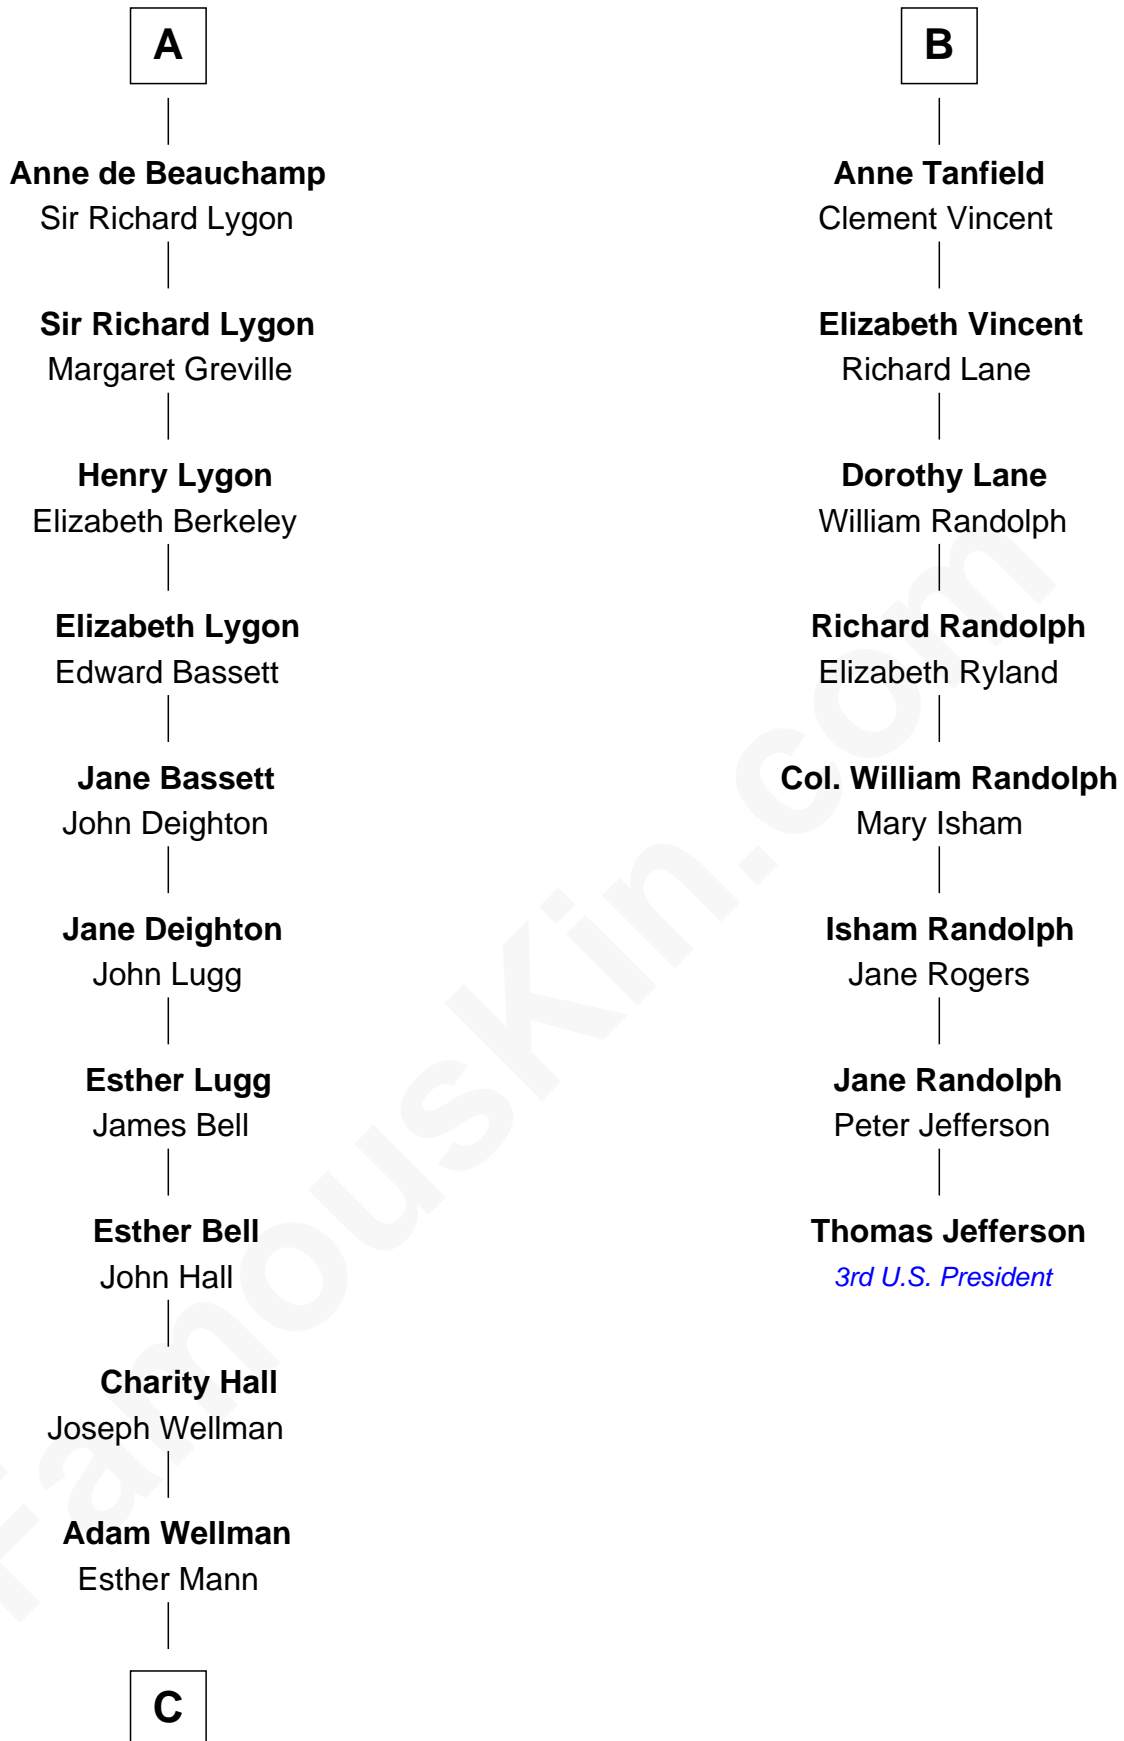 A
Anne de Beauchamp
Sir Richard Lygon
Sir Richard Lygon
Margaret Greville
Henry Lygon
Elizabeth Berkeley
Elizabeth Lygon
Edward Bassett
Jane Bassett
John Deighton
Jane Deighton
John Lugg
Esther Lugg
James Bell
Esther Bell
John Hall
Charity Hall
Joseph Wellman
Adam Wellman
Esther Mann
C
B
Anne Tanfield
Clement Vincent
Elizabeth Vincent
Richard Lane
Dorothy Lane
William Randolph
Richard Randolph
Elizabeth Ryland
Col. William Randolph
Mary Isham
Isham Randolph
Jane Rogers
Jane Randolph
Peter Jefferson
Thomas Jefferson
3rd U.S. President
FamousKin.com